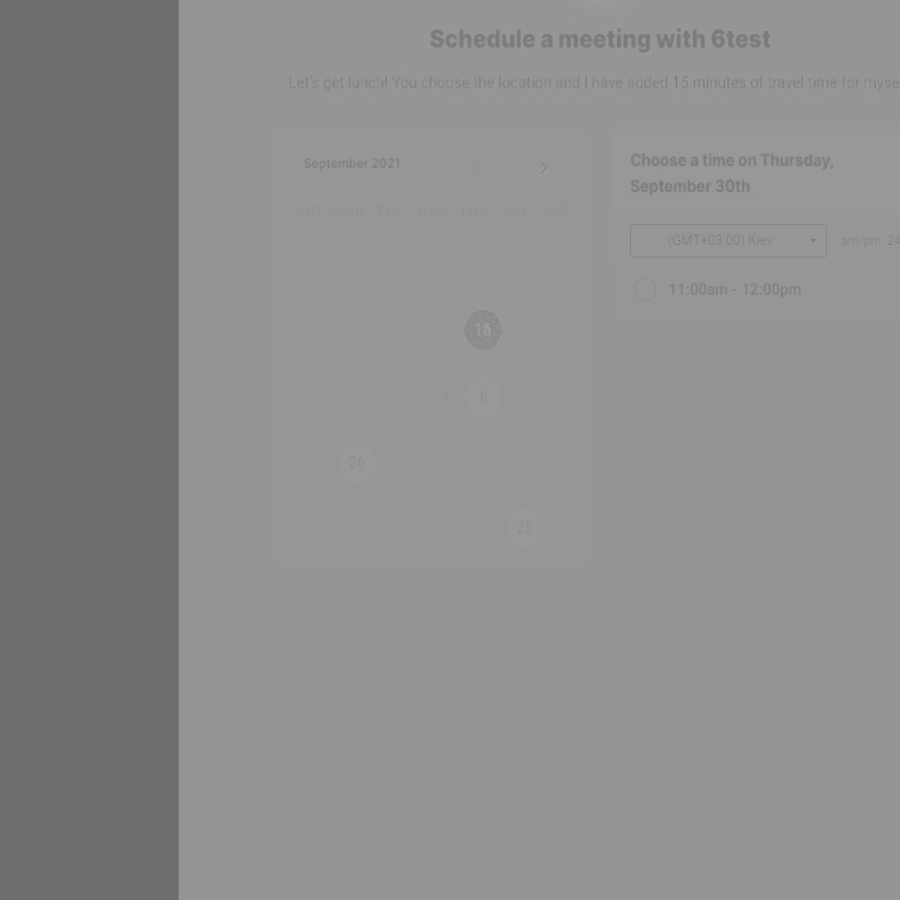 Schedule a meeting with 6test
Let's get lunch! You choose the location and I have added 15 minutes of travel time for myse
September 2021
SUN MON TUE WED THU FRI SAT
16
6
26
25
Choose a time on Thursday,
September 30th
(GMT+03:00) Kiev
am/pm 24
11:00am - 12:00pm